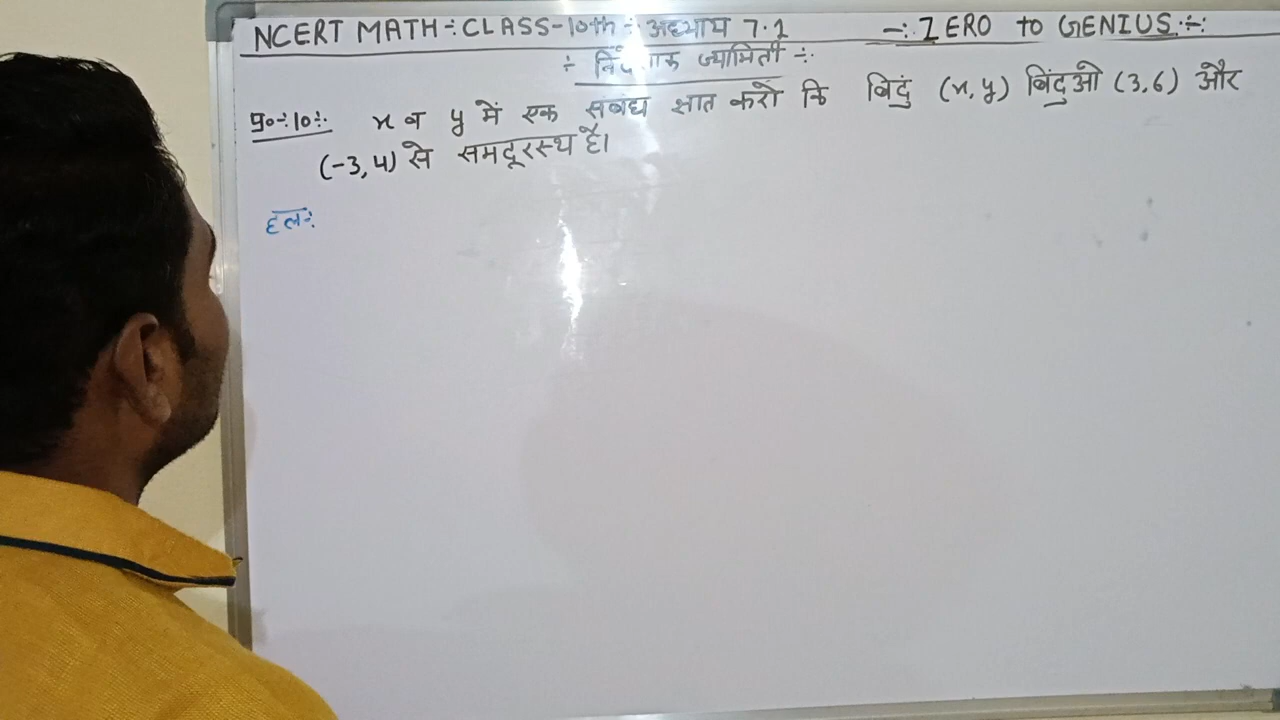 NCERT MATH÷CLASS-10th÷ अध्याय 7.1 -:ZERO to GENIUS÷:
÷ ज्यामिती ÷
प्र०÷10÷ x व y में एक संबंध ज्ञात करो कि बिंदु (x,y) बिंदुओ (3,6) और
(-3,4) से समदूरस्थ है।
हल÷